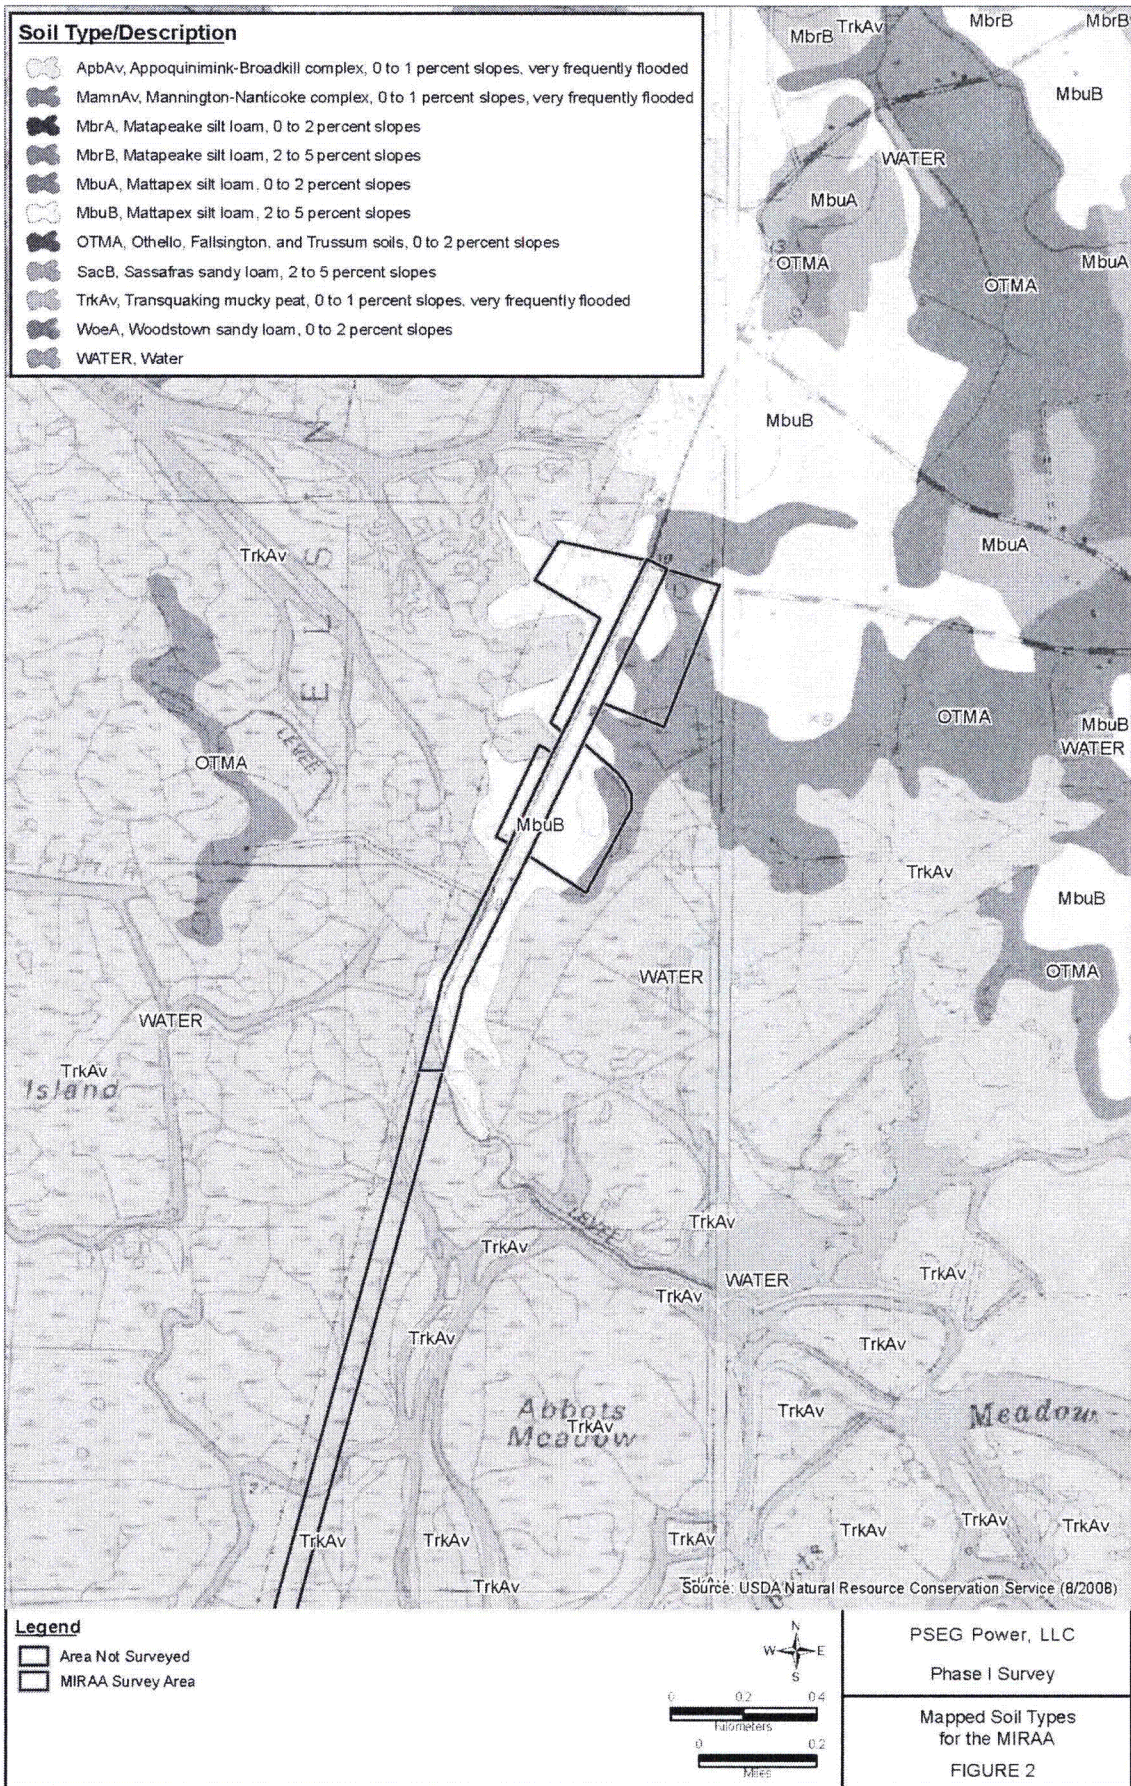 Soil Type/Description
ApbAv, Appoquinimink-Broadkill complex, 0 to 1 percent slopes, very frequently flooded
MamnAv, Mannington-Nanticoke complex, 0 to 1 percent slopes, very frequently flooded
MbrA, Matapeake silt loam, 0 to 2 percent slopes
MbrB, Matapeake silt loam, 2 to 5 percent slopes
MbuA, Mattapex silt loam, 0 to 2 percent slopes
MbuB, Mattapex silt loam, 2 to 5 percent slopes
OTMA, Othello, Fallsington, and Trussum soils, 0 to 2 percent slopes
SacB, Sassafras sandy loam, 2 to 5 percent slopes
TrkAv, Transquaking mucky peat, 0 to 1 percent slopes, very frequently flooded
WoeA, Woodstown sandy loam, 0 to 2 percent slopes
WATER, Water
MbrB
TrkAv
MbrB
MbrB
MbuB
WATER
MbuA
OTMA
MbuA
OTMA
MbuB
N
I
S
L
E
TrkAv
MbuA
OTMA
LEVEE
OTMA
MbuB
WATER
MbuB
TrkAv
MbuB
WATER
OTMA
WATER
TrkAv
Island
LEVEE
TrkAv
TrkAv
WATER
TrkAv
TrkAv
TrkAv
TrkAv
Abbots
TrkAv
Meadow
TrkAv
Meadow
TrkAv
TrkAv
TrkAv
TrkAv
TrkAv
TrkAv
TrkAv
Source: USDA Natural Resource Conservation Service (8/2008)
Legend
Area Not Surveyed
MIRAA Survey Area
N
W E
S
0 0.2 0.4
Kilometers
0 0.2
Miles
PSEG Power, LLC
Phase I Survey
Mapped Soil Types
for the MIRAA
FIGURE 2